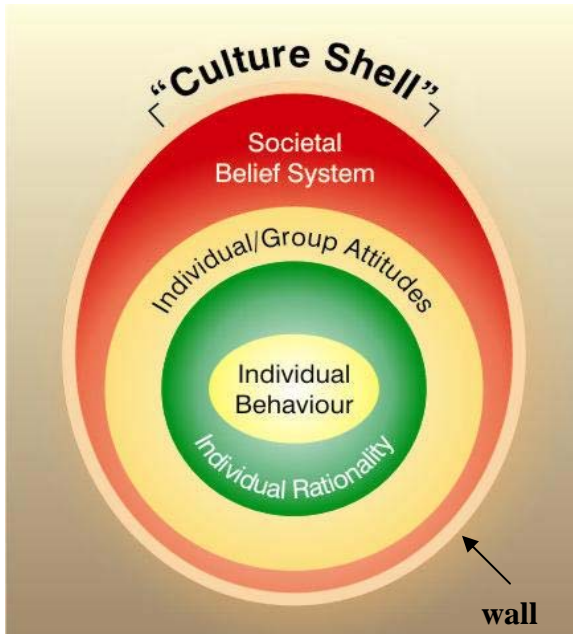 “Culture Shell”
Societal
Belief System
Individual/Group Attitudes
Individual
Behaviour
Individual Rationality
wall